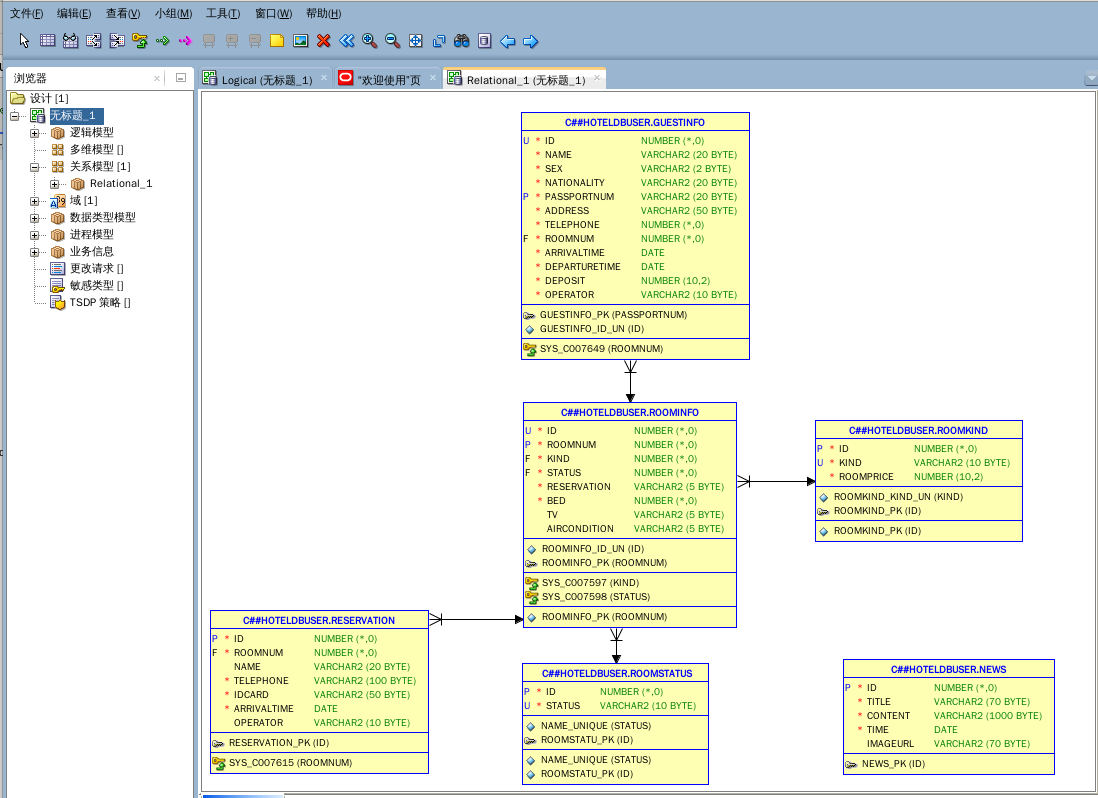 文件(F) 编辑(E) 查看(V) 小组(M) 工具(T) 窗口(W) 帮助(H)
浏览器
设计 [1]
无标题_1
逻辑模型
多维模型 []
关系模型 [1]
Relational_1
域 [1]
数据类型模型
进程模型
业务信息
更改请求 []
敏感类型 []
TSDP 策略 []
Logical (无标题_1) "欢迎使用"页 Relational_1 (无标题_1)
C##HOTELDBUSER.GUESTINFO
U * ID NUMBER (*,0)
* NAME VARCHAR2 (20 BYTE)
* SEX VARCHAR2 (2 BYTE)
* NATIONALITY VARCHAR2 (20 BYTE)
P * PASSPORTNUM VARCHAR2 (20 BYTE)
* ADDRESS VARCHAR2 (50 BYTE)
* TELEPHONE NUMBER (*,0)
F * ROOMNUM NUMBER (*,0)
* ARRIVALTIME DATE
* DEPARTURETIME DATE
* DEPOSIT NUMBER (10,2)
* OPERATOR VARCHAR2 (10 BYTE)
GUESTINFO_PK (PASSPORTNUM)
GUESTINFO_ID_UN (ID)
SYS_C007649 (ROOMNUM)
C##HOTELDBUSER.ROOMINFO
U * ID NUMBER (*,0)
P * ROOMNUM NUMBER (*,0)
F * KIND NUMBER (*,0)
F * STATUS NUMBER (*,0)
* RESERVATION VARCHAR2 (5 BYTE)
* BED NUMBER (*,0)
TV VARCHAR2 (5 BYTE)
AIRCONDITION VARCHAR2 (5 BYTE)
ROOMINFO_ID_UN (ID)
ROOMINFO_PK (ROOMNUM)
SYS_C007597 (KIND)
SYS_C007598 (STATUS)
ROOMINFO_PK (ROOMNUM)
C##HOTELDBUSER.ROOMKIND
P * ID NUMBER (*,0)
U * KIND VARCHAR2 (10 BYTE)
* ROOMPRICE NUMBER (10,2)
ROOMKIND_KIND_UN (KIND)
ROOMKIND_PK (ID)
ROOMKIND_PK (ID)
C##HOTELDBUSER.RESERVATION
P * ID NUMBER (*,0)
F * ROOMNUM NUMBER (*,0)
NAME VARCHAR2 (20 BYTE)
* TELEPHONE VARCHAR2 (100 BYTE)
* IDCARD VARCHAR2 (50 BYTE)
* ARRIVALTIME DATE
OPERATOR VARCHAR2 (10 BYTE)
RESERVATION_PK (ID)
SYS_C007615 (ROOMNUM)
C##HOTELDBUSER.ROOMSTATUS
P * ID NUMBER (*,0)
U * STATUS VARCHAR2 (10 BYTE)
NAME_UNIQUE (STATUS)
ROOMSTATU_PK (ID)
NAME_UNIQUE (STATUS)
ROOMSTATU_PK (ID)
C##HOTELDBUSER.NEWS
P * ID NUMBER (*,0)
* TITLE VARCHAR2 (70 BYTE)
* CONTENT VARCHAR2 (1000 BYTE)
* TIME DATE
IMAGEURL VARCHAR2 (70 BYTE)
NEWS_PK (ID)